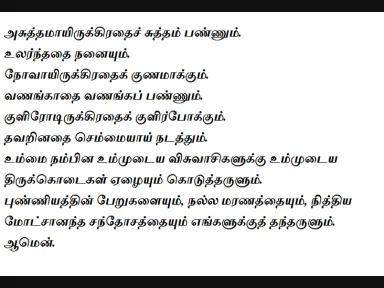 அசுத்தமாயிருக்கிறதைச் சுத்தம் பண்ணும்.
உலர்ந்ததை நனையும்.
நோவாயிருக்கிறதைக் குணமாக்கும்.
வணங்காதை வணங்கப் பண்ணும்.
குளிரோடிருக்கிறதைக் குளிர்போக்கும்.
தவறினதை செம்மையாய் நடத்தும்.
உம்மை நம்பின உம்முடைய விசுவாசிகளுக்கு உம்முடைய
திருக்கொடைகள் ஏழையும் கொடுத்தருளும்.
புண்ணியத்தின் பேறுகளையும், நல்ல மரணத்தையும், நித்திய
மோட்சானந்த சந்தோசத்தையும் எங்களுக்குத் தந்தருளும்.
ஆமென்.